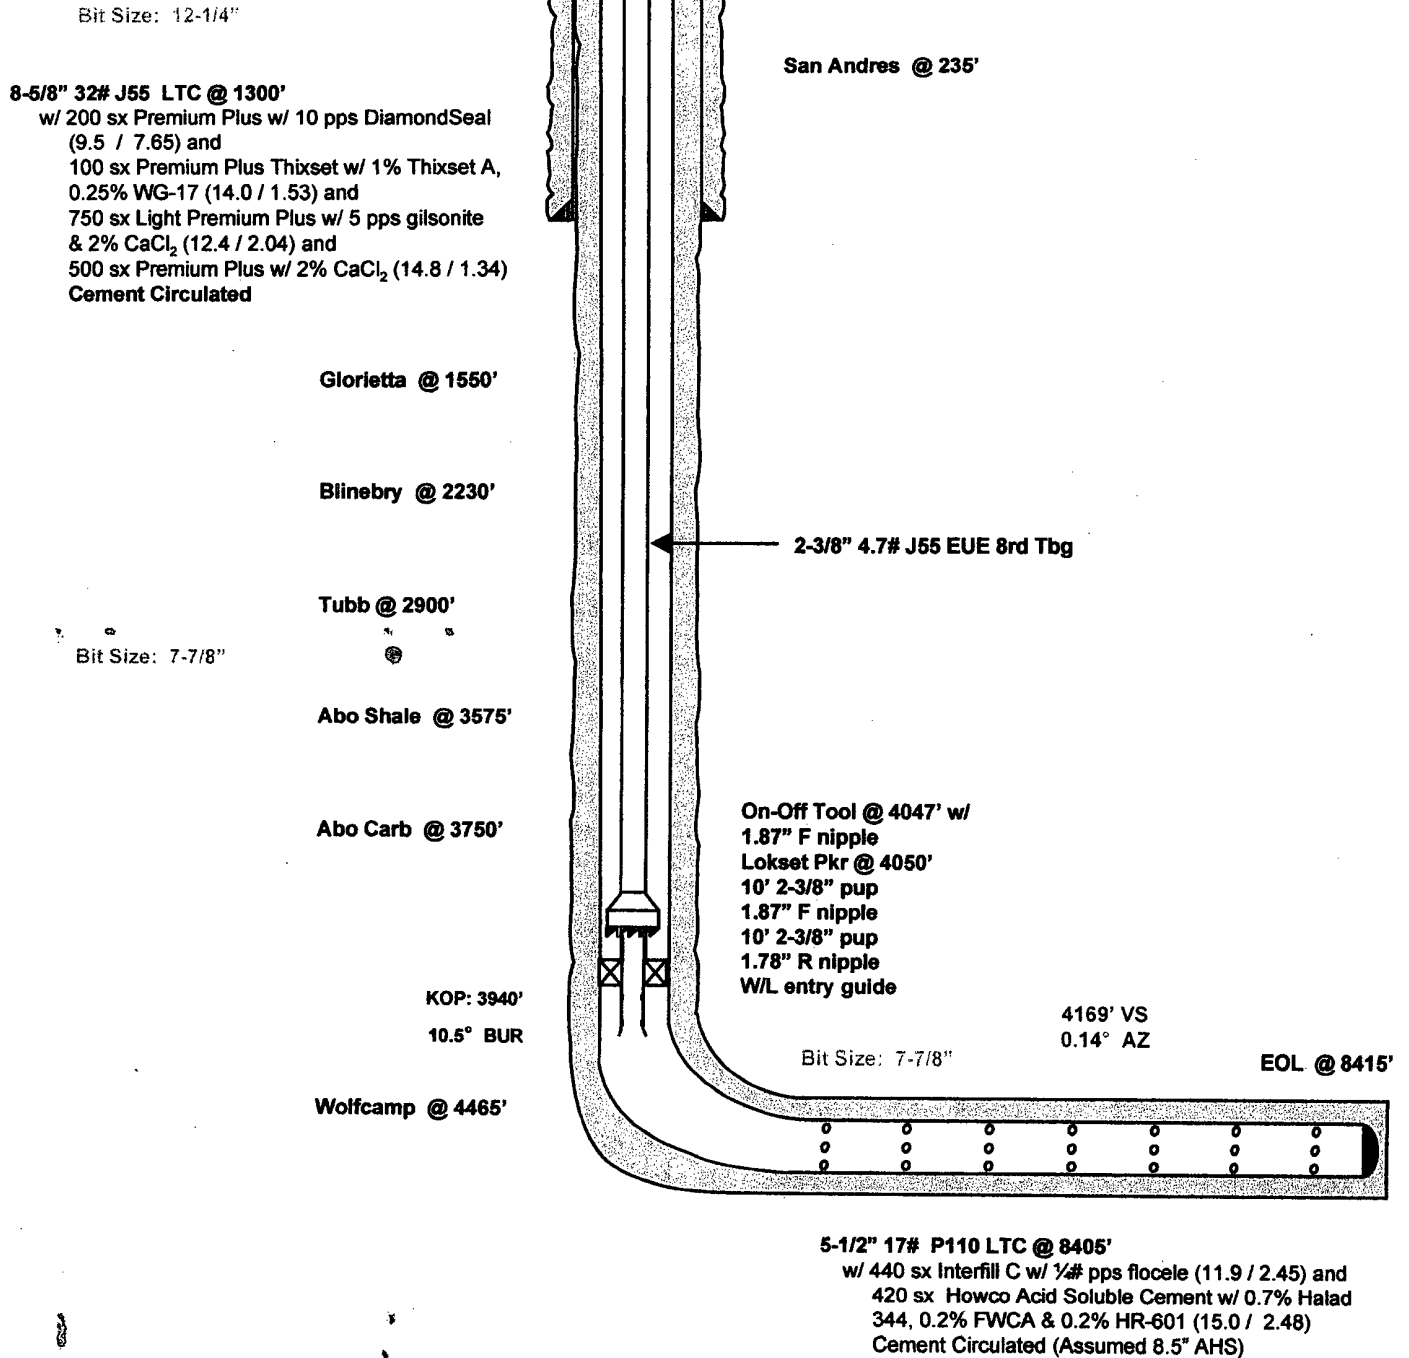 Bit Size: 12-1/4”
San Andres @ 235’
8-5/8” 32# J55 LTC @ 1300’
w/ 200 sx Premium Plus w/ 10 pps DiamondSeal
(9.5 / 7.65) and
100 sx Premium Plus Thixset w/ 1% Thixset A,
0.25% WG-17 (14.0 / 1.53) and
750 sx Light Premium Plus w/ 5 pps gilsonite
& 2% CaCl₂ (12.4 / 2.04) and
500 sx Premium Plus w/ 2% CaCl₂ (14.8 / 1.34)
Cement Circulated
Glorietta @ 1550’
Blinebry @ 2230’
2-3/8” 4.7# J55 EUE 8rd Tbg
Tubb @ 2900’
Bit Size: 7-7/8”
Abo Shale @ 3575’
Abo Carb @ 3750’
On-Off Tool @ 4047’ w/
1.87” F nipple
Lokset Pkr @ 4050’
10’ 2-3/8” pup
1.87” F nipple
10’ 2-3/8” pup
1.78” R nipple
W/L entry guide
KOP: 3940’
10.5° BUR
4169’ VS
0.14° AZ
Bit Size: 7-7/8”
EOL @ 8415’
Wolfcamp @ 4465’
5-1/2” 17# P110 LTC @ 8405’
w/ 440 sx Interfill C w/ ¼# pps flocele (11.9 / 2.45) and
420 sx Howco Acid Soluble Cement w/ 0.7% Halad
344, 0.2% FWCA & 0.2% HR-601 (15.0 / 2.48)
Cement Circulated (Assumed 8.5” AHS)